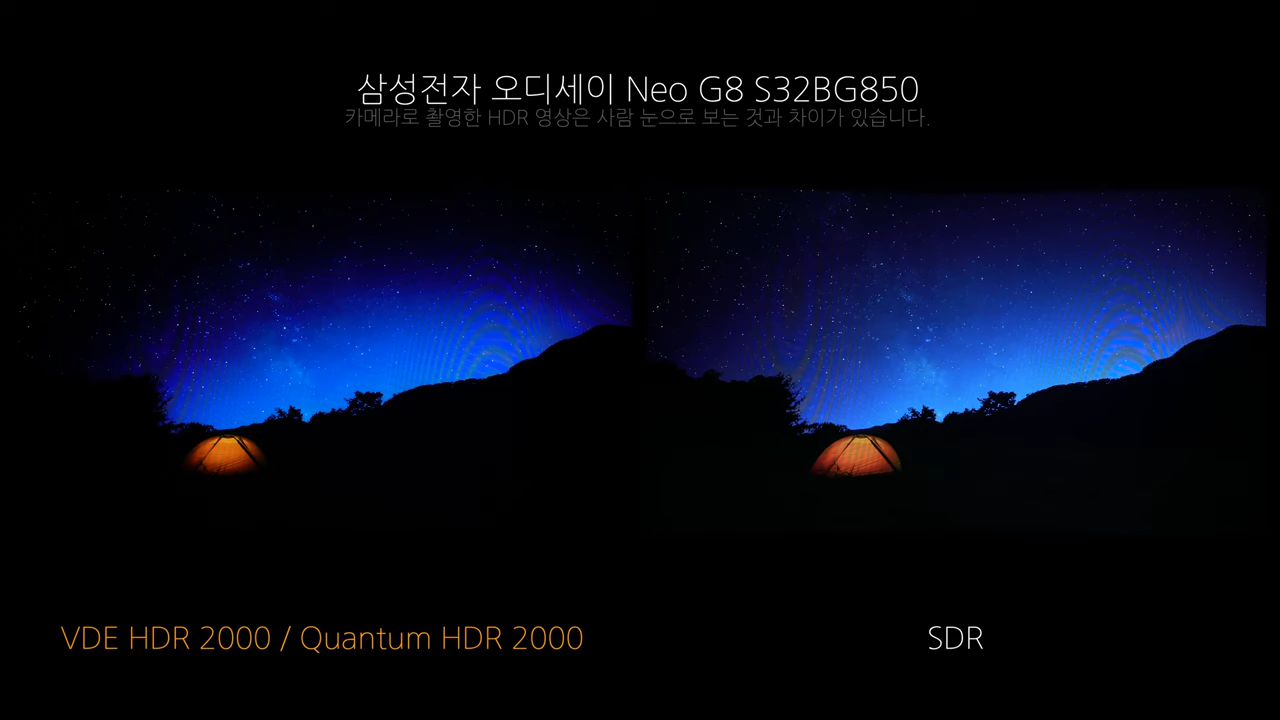 삼성전자 오디세이 Neo G8 S32BG850
카메라로 촬영한 HDR 영상은 사람 눈으로 보는 것과 차이가 있습니다.
VDE HDR 2000 / Quantum HDR 2000
SDR